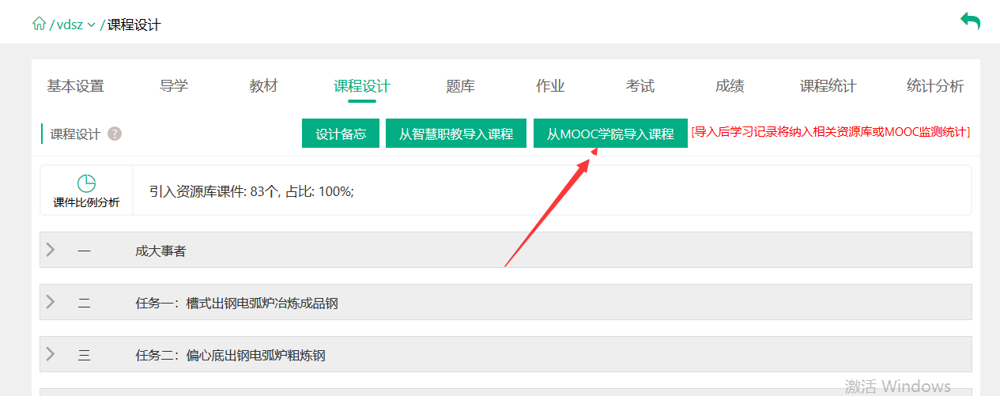 / vdsz / 课程设计
基本设置 导学 教材 课程设计 题库 作业 考试 成绩 课程统计 统计分析
课程设计 ? 设计备忘 从智慧职教导入课程 从MOOC学院导入课程 [导入后学习记录将纳入相关资源库或MOOC监测统计]
课件比例分析 引入资源库课件: 83个, 占比: 100%;
一 成大事者
二 任务一：槽式出钢电弧炉冶炼成品钢
三 任务二：偏心底出钢电弧炉粗炼钢
激活 Windows